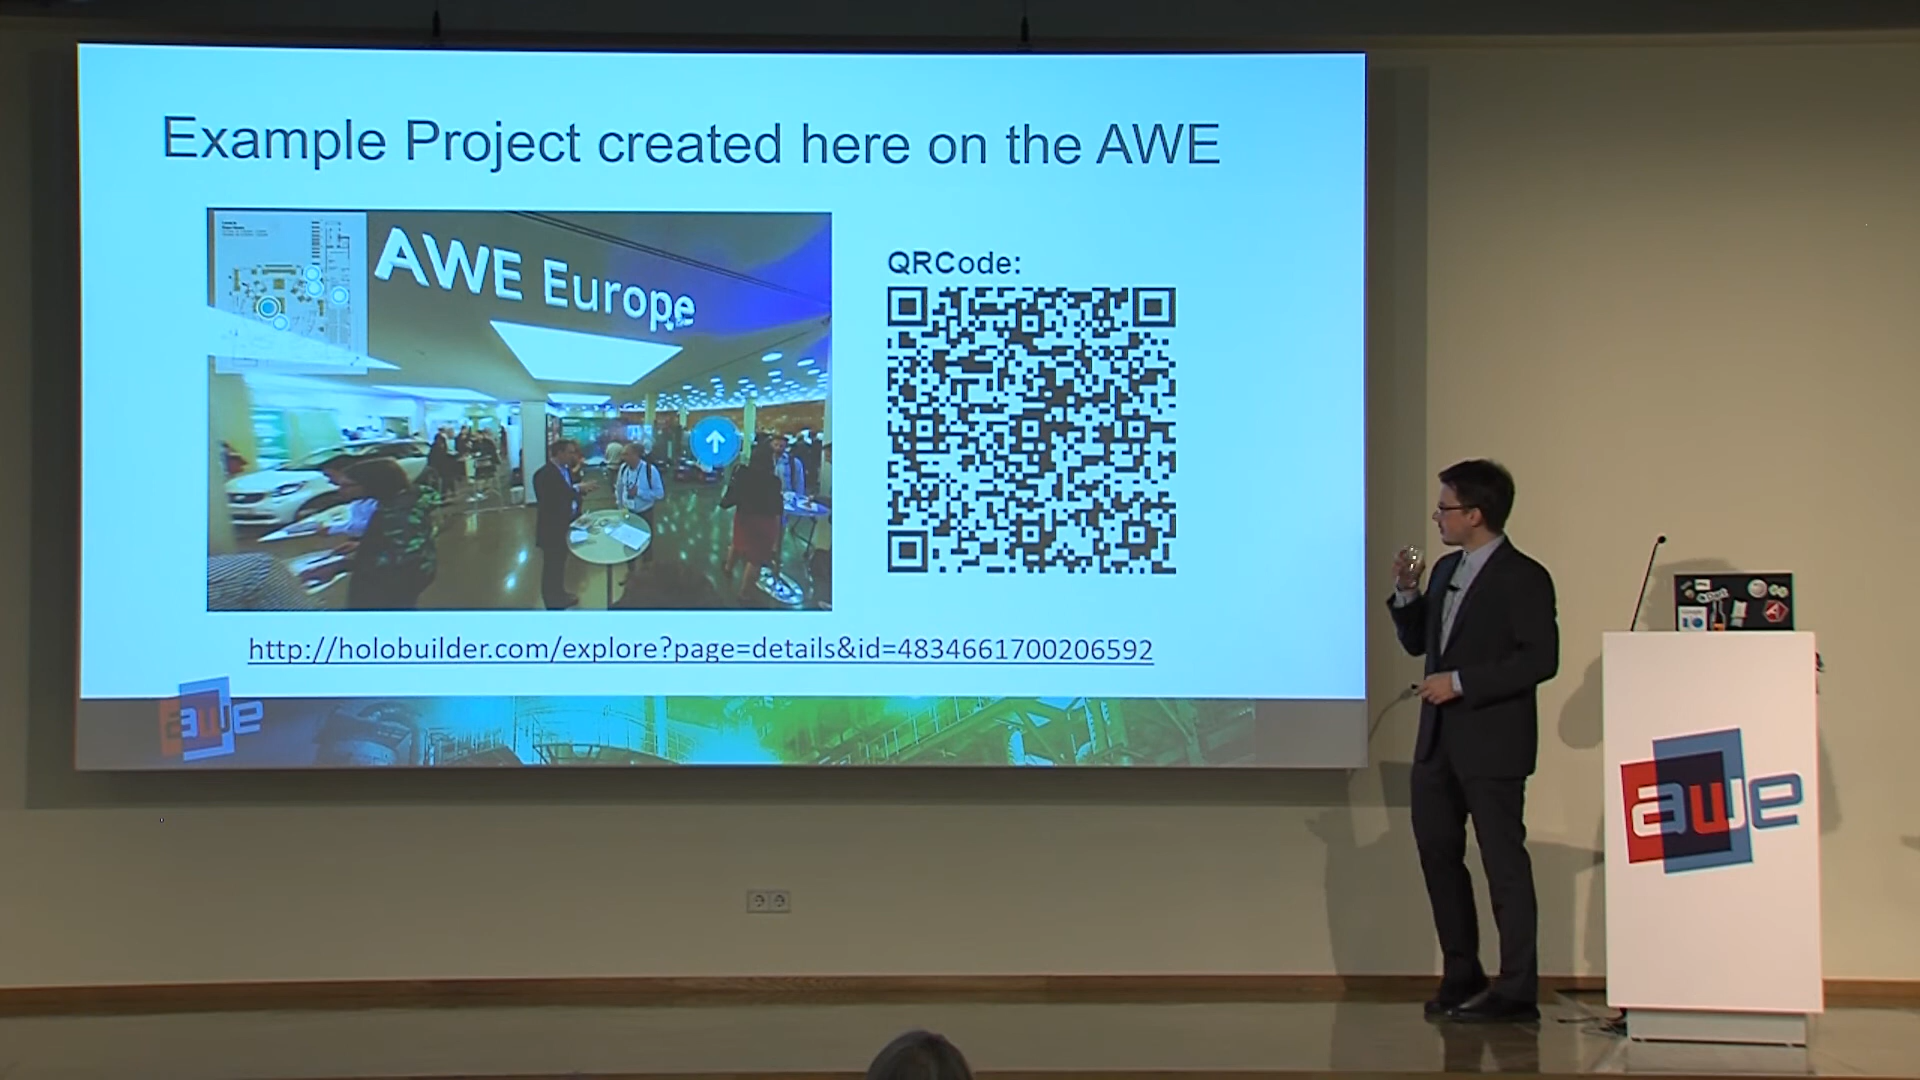 Example Project created here on the AWE
AWE Europe
QRCode:
http://holobuilder.com/explore?page=details&id=4834661700206592
awe
awe